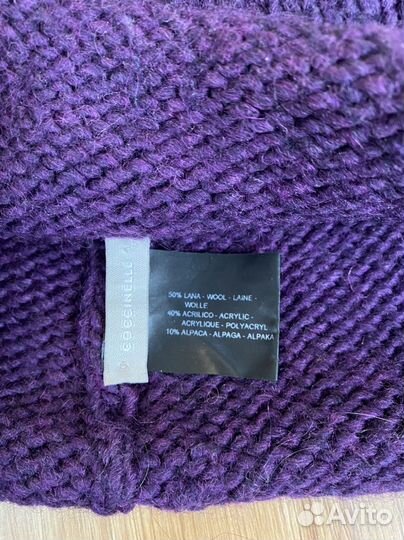 COCCINELLE
50% LANA - WOOL - LAINE -
WOLLE
40% ACRILICO - ACRYLIC -
ACRYLIQUE - POLYACRYL
10% ALPACA - ALPAGA - ALPAKA
Avito